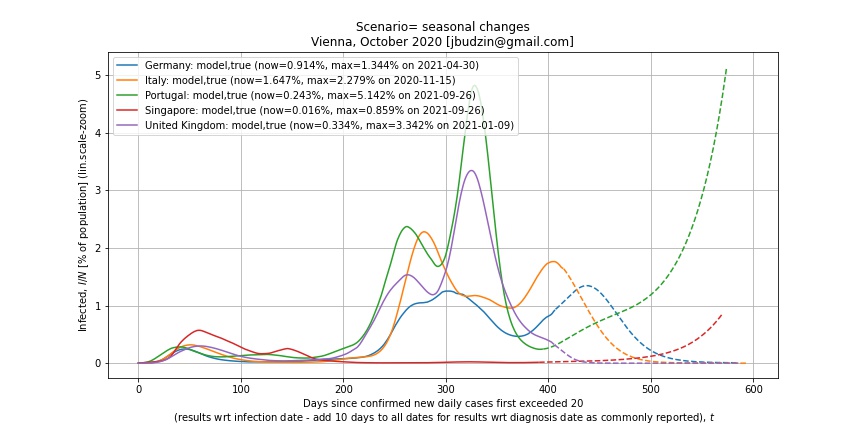 Scenario= seasonal changes
Vienna, October 2020 [jbudzin@gmail.com]
Germany: model,true (now=0.914%, max=1.344% on 2021-04-30)
Italy: model,true (now=1.647%, max=2.279% on 2020-11-15)
Portugal: model,true (now=0.243%, max=5.142% on 2021-09-26)
Singapore: model,true (now=0.016%, max=0.859% on 2021-09-26)
United Kingdom: model,true (now=0.334%, max=3.342% on 2021-01-09)
Infected, I/N [% of population] (lin.scale-zoom)
5
4
3
2
1
0
0 100 200 300 400 500 600
Days since confirmed new daily cases first exceeded 20
(results wrt infection date - add 10 days to all dates for results wrt diagnosis date as commonly reported), t